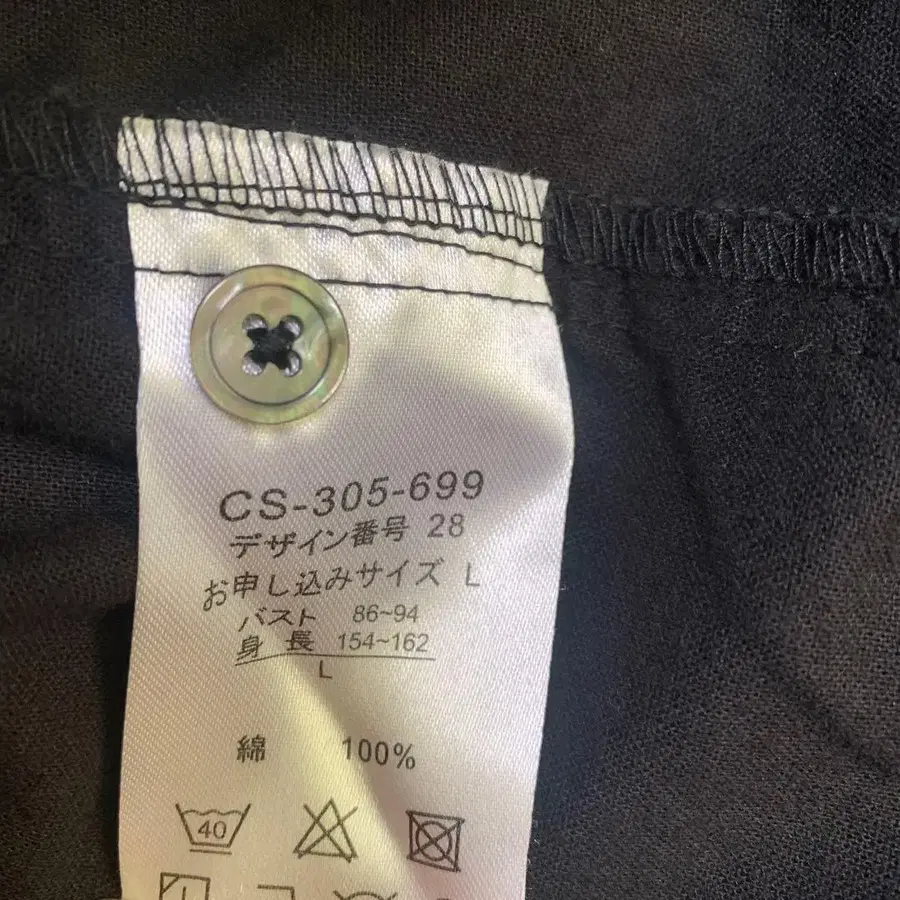 CS-305-699
デザイン番号 28
お申し込みサイズ L
バスト 86~94
身 長 154~162
L
綿 100%
40